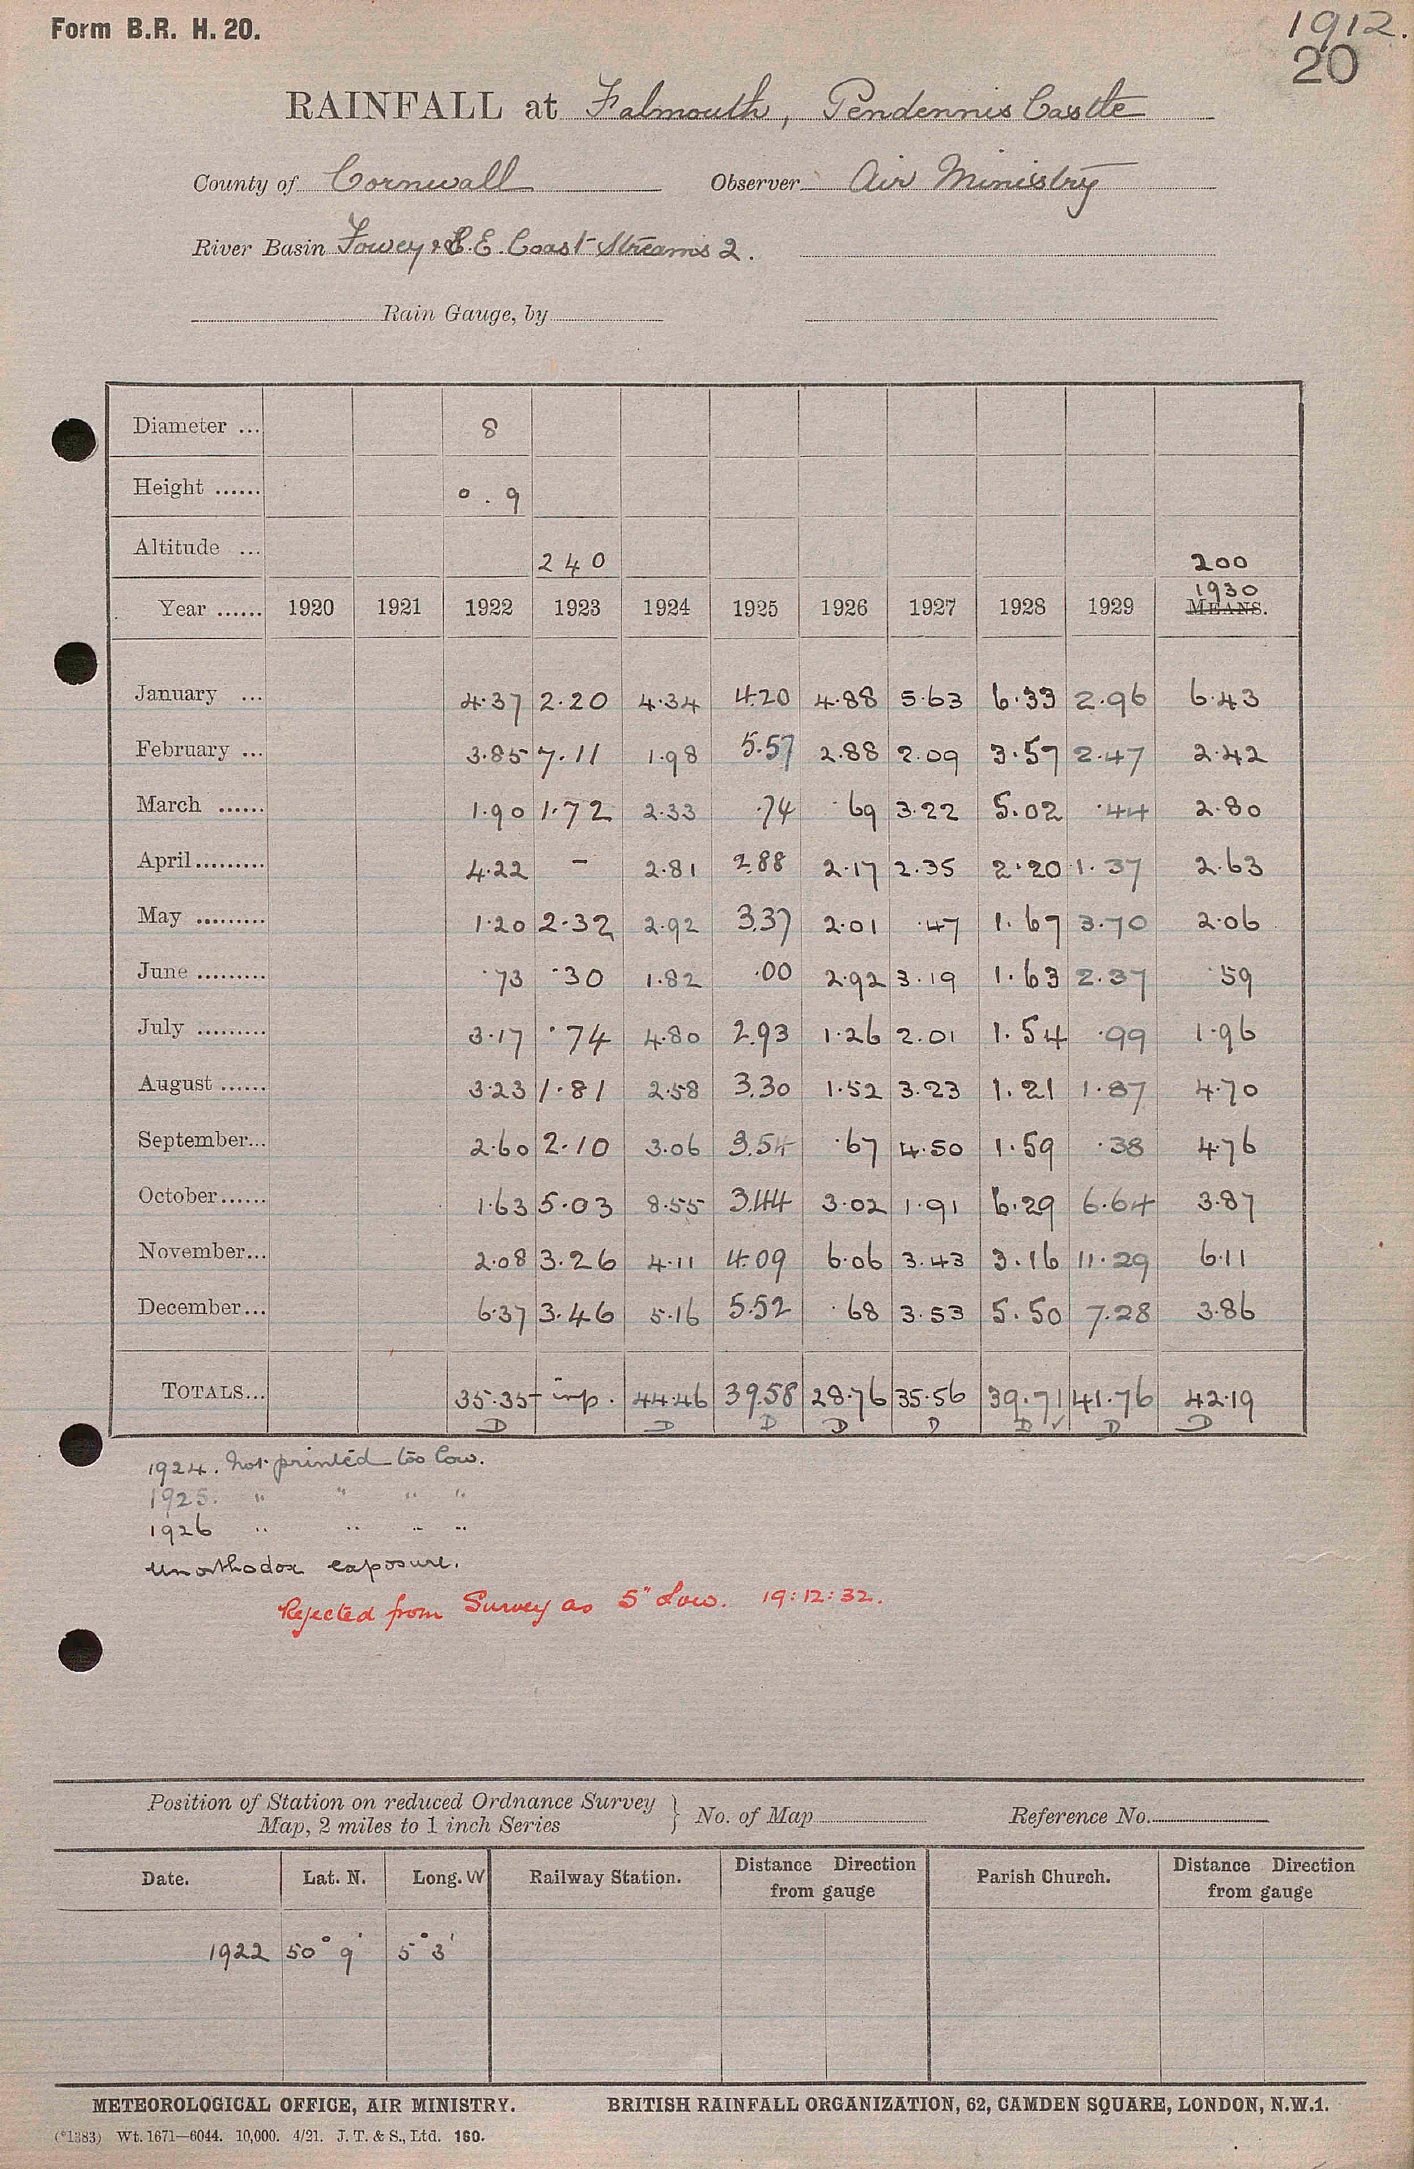 Form B.R. H. 20.
1912.
20
RAINFALL at Falmouth, Pendennis Castle
County of Cornwall Observer Air Ministry
River Basin Fowey & C.E. Coast Streams 2.
Rain Gauge, by
Diameter ... 8
Height ...... 0.9
Altitude ... 240 200
Year ...... 1920 1921 1922 1923 1924 1925 1926 1927 1928 1929 1930 MEANS.
January ... 4.37 2.20 4.34 4.20 4.88 5.63 6.33 2.96 6.43
February ... 3.85 7.11 1.98 5.57 2.88 2.09 3.57 2.47 2.42
March ...... 1.90 1.72 2.33 .74 .69 3.22 5.02 .44 2.80
April......... 4.22 – 2.81 2.88 2.17 2.35 2.20 1.37 2.63
May ......... 1.20 2.32 2.92 3.37 2.01 .47 1.67 3.70 2.06
June ......... .73 .30 1.82 .00 2.92 3.19 1.63 2.37 .59
July ......... 3.17 .74 4.80 2.93 1.26 2.01 1.54 .99 1.96
August ...... 3.23 1.81 2.58 3.30 1.52 3.23 1.21 1.87 4.70
September... 2.60 2.10 3.06 3.54 .67 4.50 1.59 .38 4.76
October...... 1.63 5.03 8.55 3.44 3.02 1.91 6.29 6.64 3.87
November... 2.08 3.26 4.11 4.09 6.06 3.43 3.16 11.29 6.11
December... 6.37 3.46 5.16 5.52 .68 3.53 5.50 7.28 3.86
TOTALS... 35.35 imp. 44.46 39.58 28.76 35.56 39.71 41.76 42.19
D D D D D D ✓ D D
1924. not printed too low.
1925. " " " "
1926 " " " "
Unorthodox exposure.
Rejected from Survey as 5" low. 19:12:32.
Position of Station on reduced Ordnance Survey
Map, 2 miles to 1 inch Series } No. of Map Reference No.
Date. Lat. N. Long. W Railway Station. Distance Direction from gauge Parish Church. Distance Direction from gauge
1922 50° 9' 5° 3'
METEOROLOGICAL OFFICE, AIR MINISTRY. BRITISH RAINFALL ORGANIZATION, 62, CAMDEN SQUARE, LONDON, N.W.1.
(*1383) Wt. 1671—6044. 10,000. 4/21. J. T. & S., Ltd. 160.